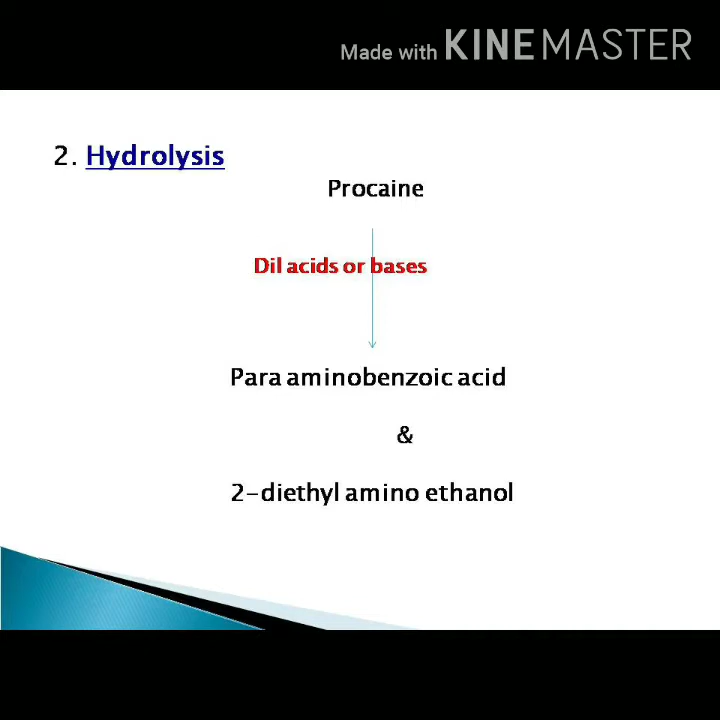 Made with KINEMASTER
2. Hydrolysis
Procaine
Dil acids or bases
Para aminobenzoic acid
&
2-diethyl amino ethanol